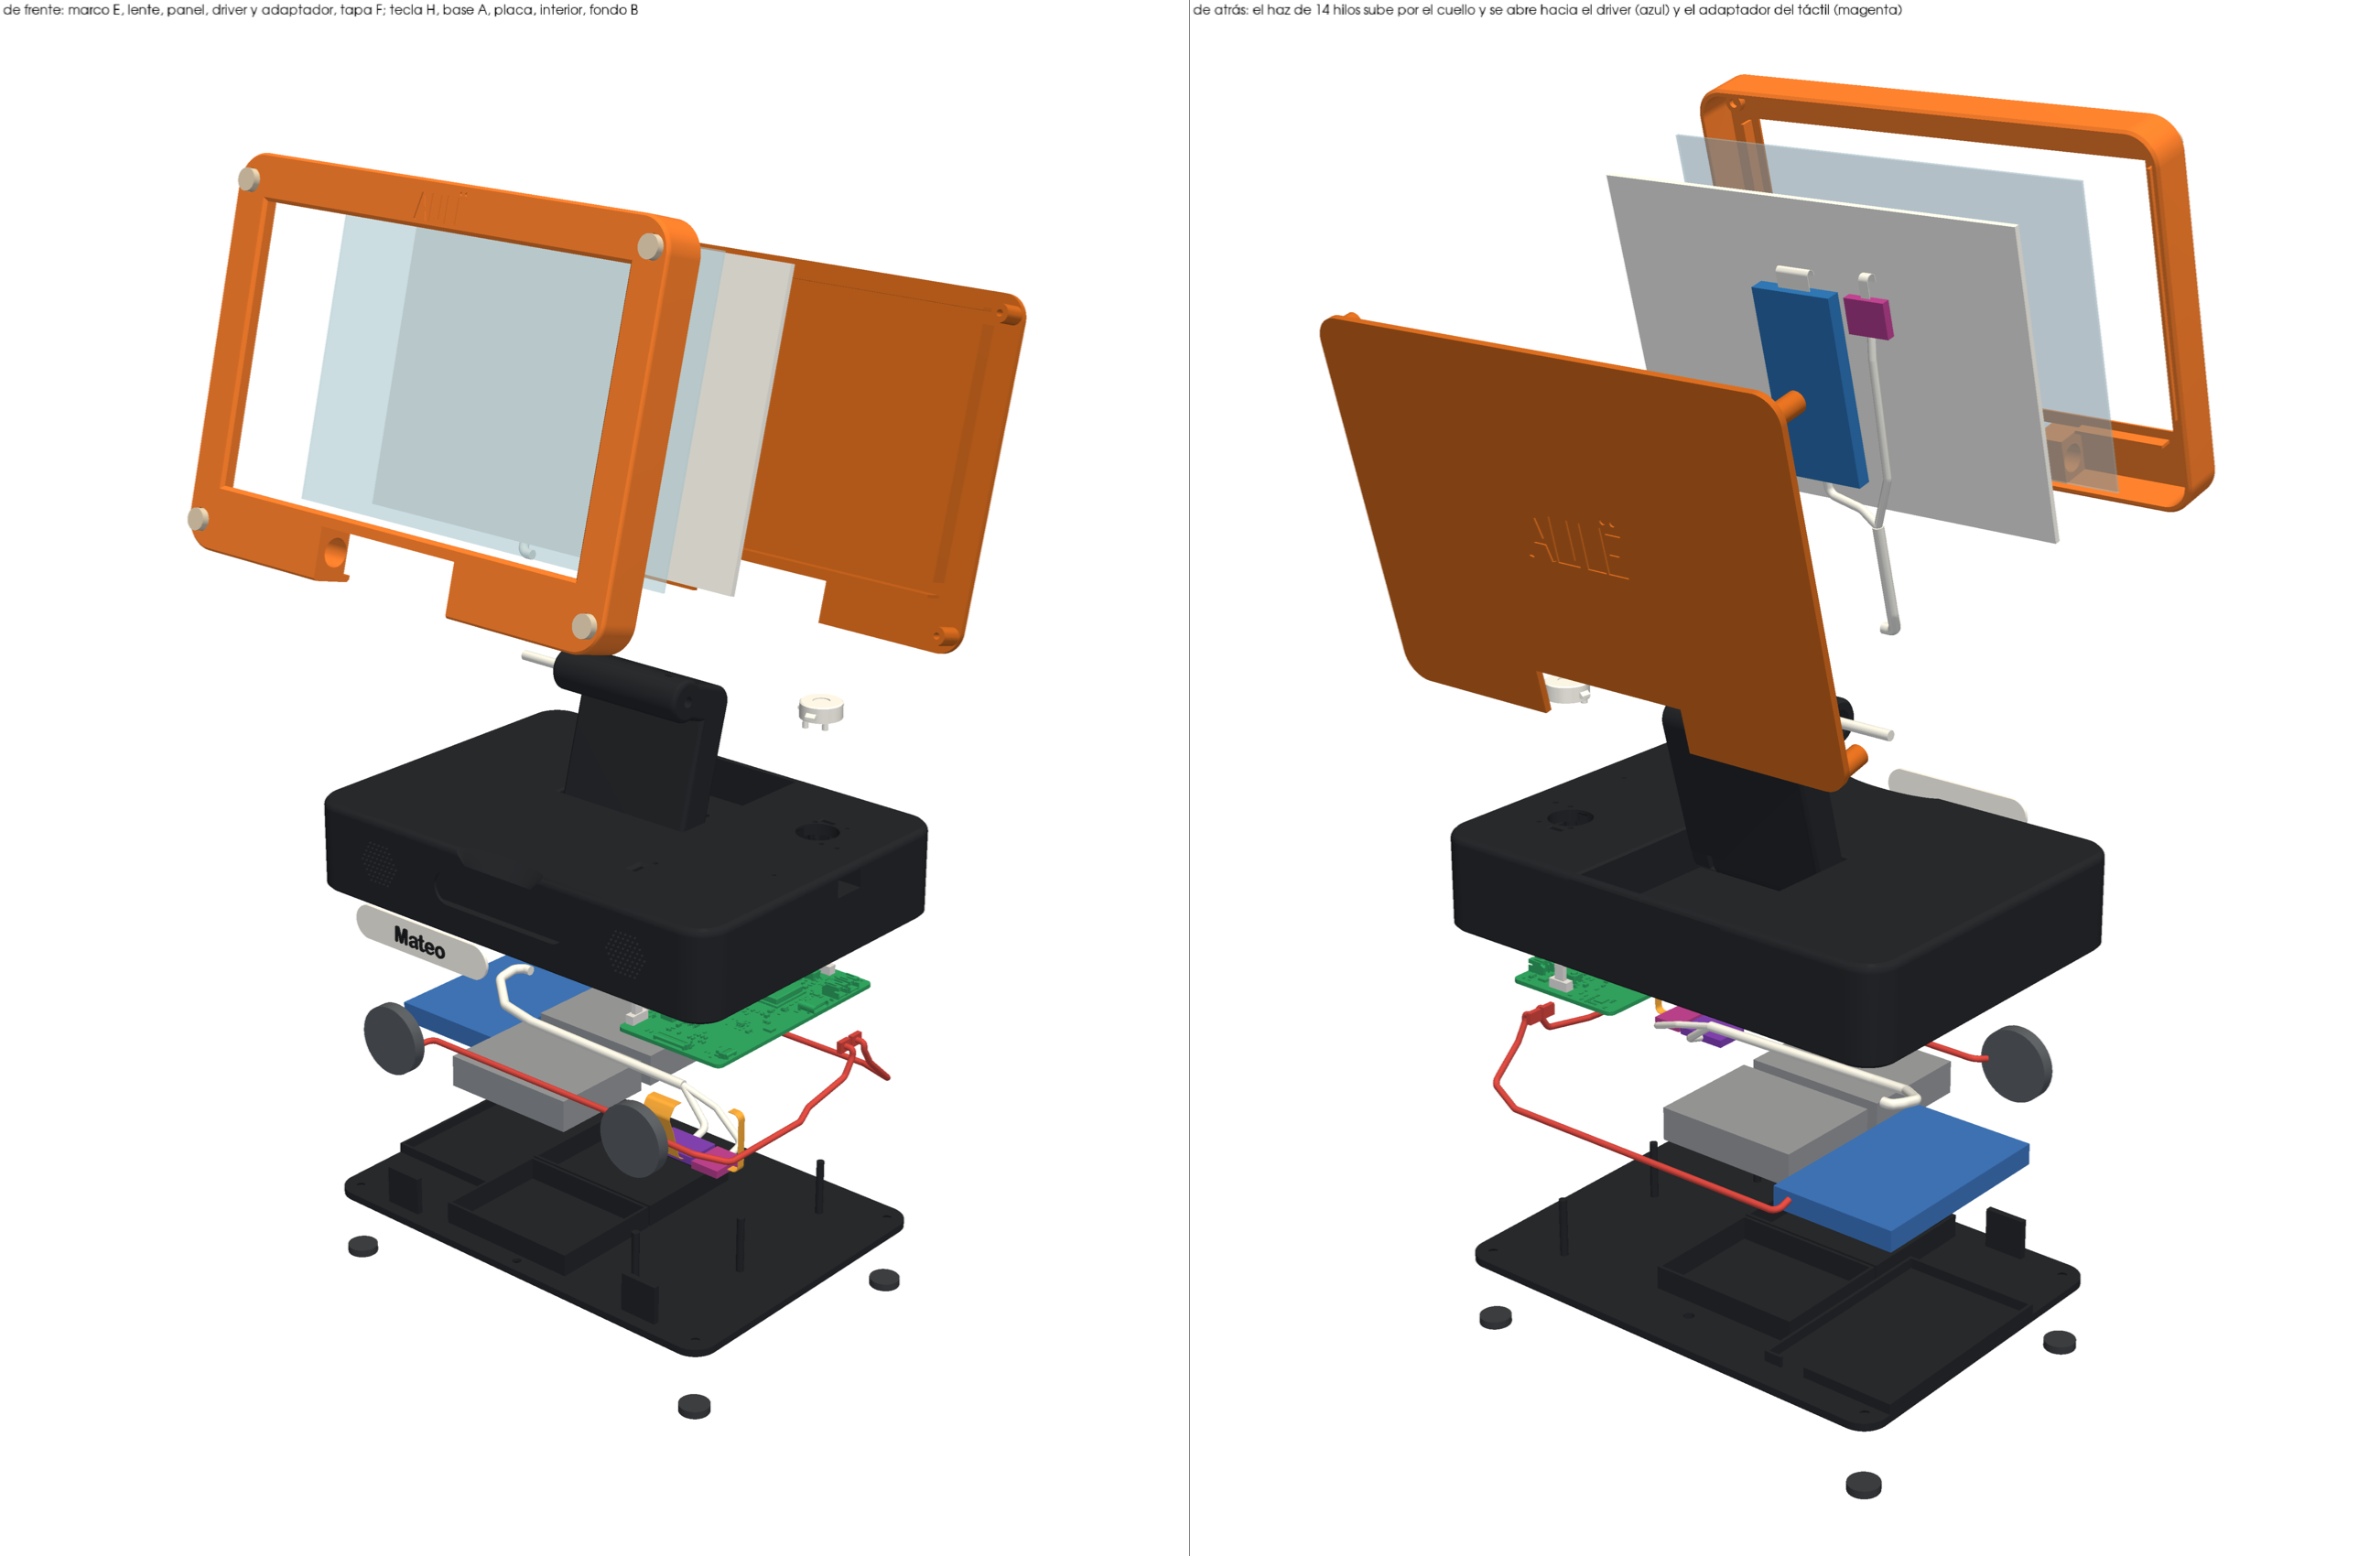 de frente: marco E, lente, panel, driver y adaptador, tapa F; tecla H, base A, placa, interior, fondo B
de atrás: el haz de 14 hilos sube por el cuello y se abre hacia el driver (azul) y el adaptador del táctil (magenta)
Mateo